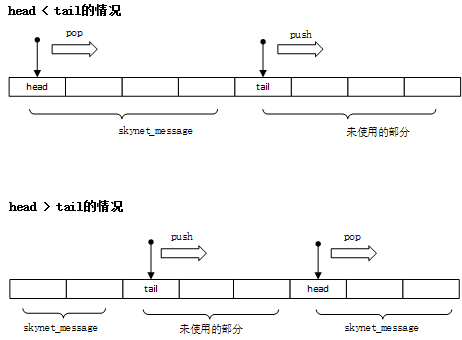 head < tail的情况
pop
push
head
tail
skynet_message
未使用的部分
head > tail的情况
push
pop
tail
head
skynet_message
未使用的部分
skynet_message